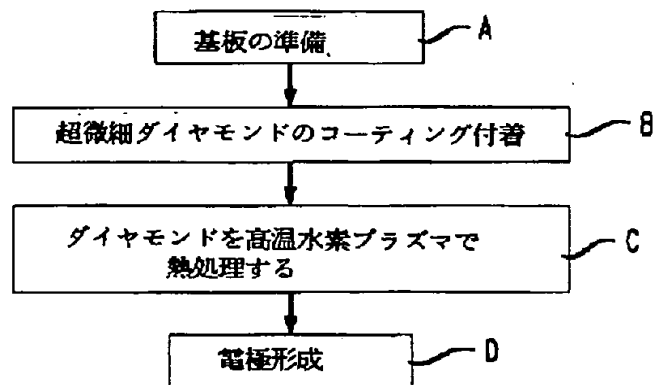 基板の準備
A
超微細ダイヤモンドのコーティング付着
B
ダイヤモンドを高温水素プラズマで
熱処理する
C
電極形成
D